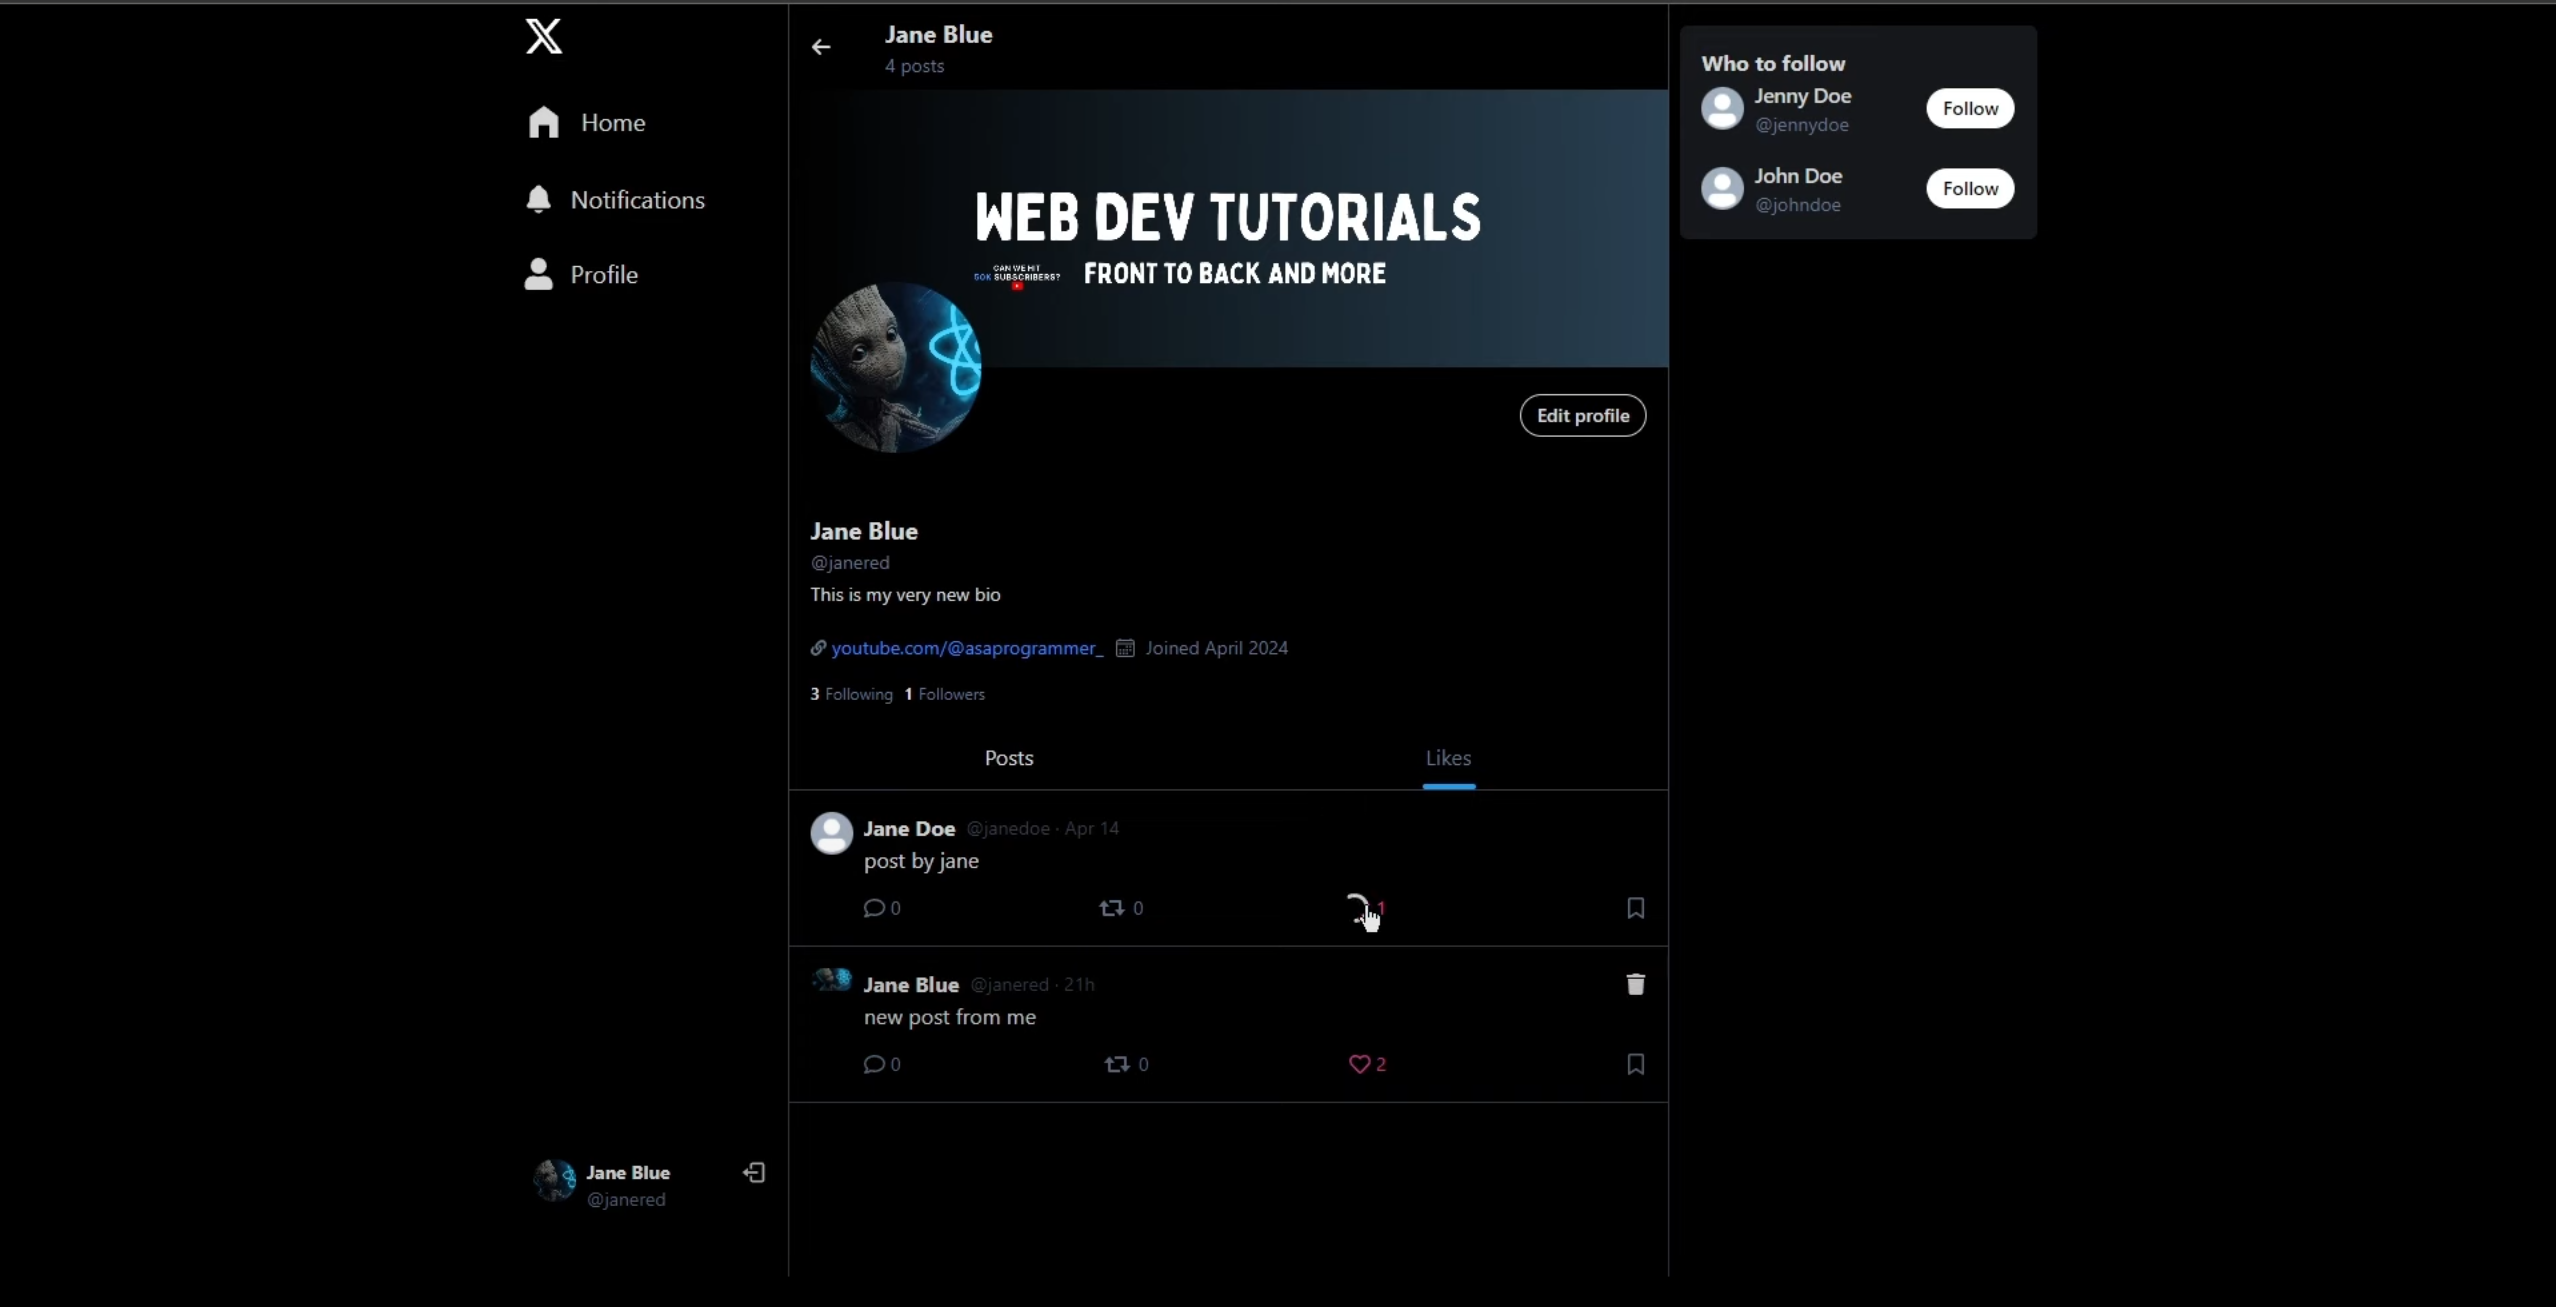 Home
Notifications
Profile
Jane Blue
@janered
Jane Blue
4 posts
WEB DEV TUTORIALS
CAN WE HIT
50K SUBSCRIBERS?
FRONT TO BACK AND MORE
Edit profile
Jane Blue
@janered
This is my very new bio
youtube.com/@asaprogrammer_ Joined April 2024
3 Following 1 Followers
Posts Likes
Jane Doe @janedoe · Apr 14
post by jane
0 0 1
Jane Blue @janered · 21h
new post from me
0 0 2
Who to follow
Jenny Doe
@jennydoe
Follow
John Doe
@johndoe
Follow